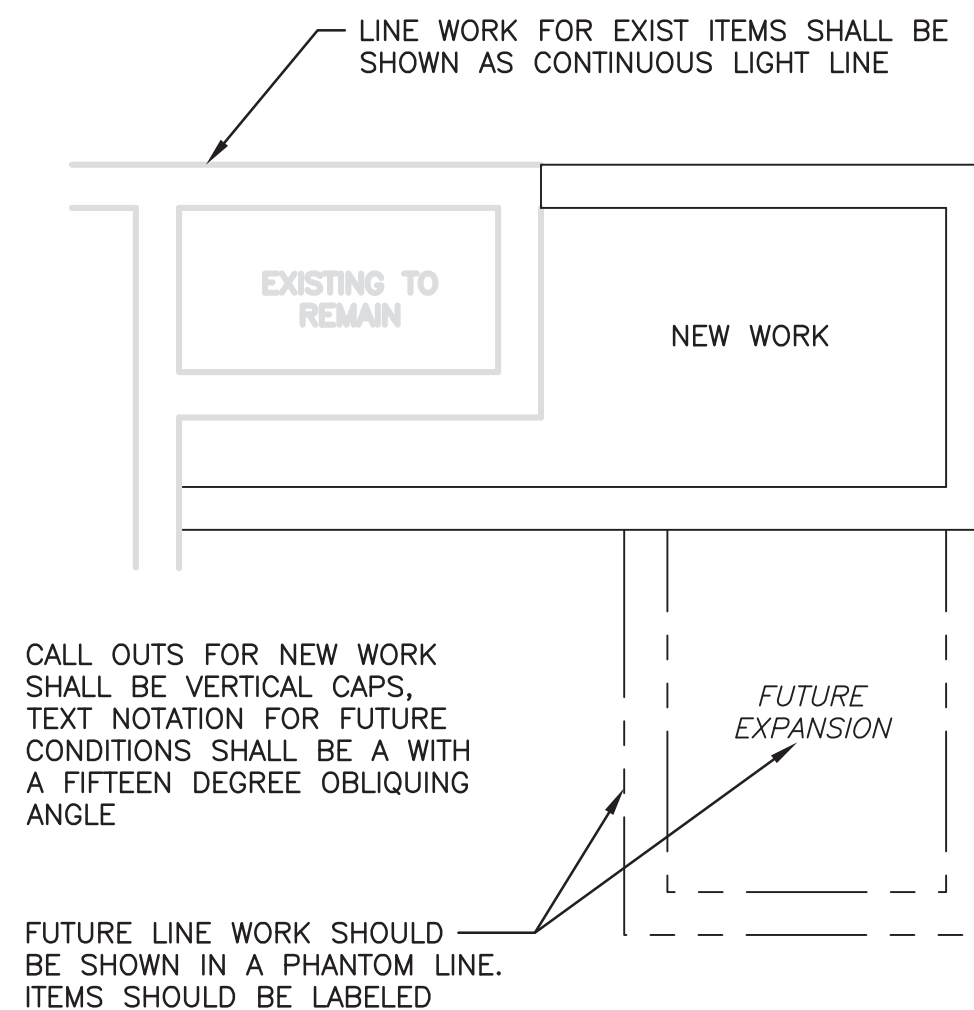 LINE WORK FOR EXIST ITEMS SHALL BE
SHOWN AS CONTINUOUS LIGHT LINE
EXISTING TO
REMAIN
NEW WORK
CALL OUTS FOR NEW WORK
SHALL BE VERTICAL CAPS,
TEXT NOTATION FOR FUTURE
CONDITIONS SHALL BE A WITH
A FIFTEEN DEGREE OBLIQUING
ANGLE
FUTURE
EXPANSION
FUTURE LINE WORK SHOULD
BE SHOWN IN A PHANTOM LINE.
ITEMS SHOULD BE LABELED